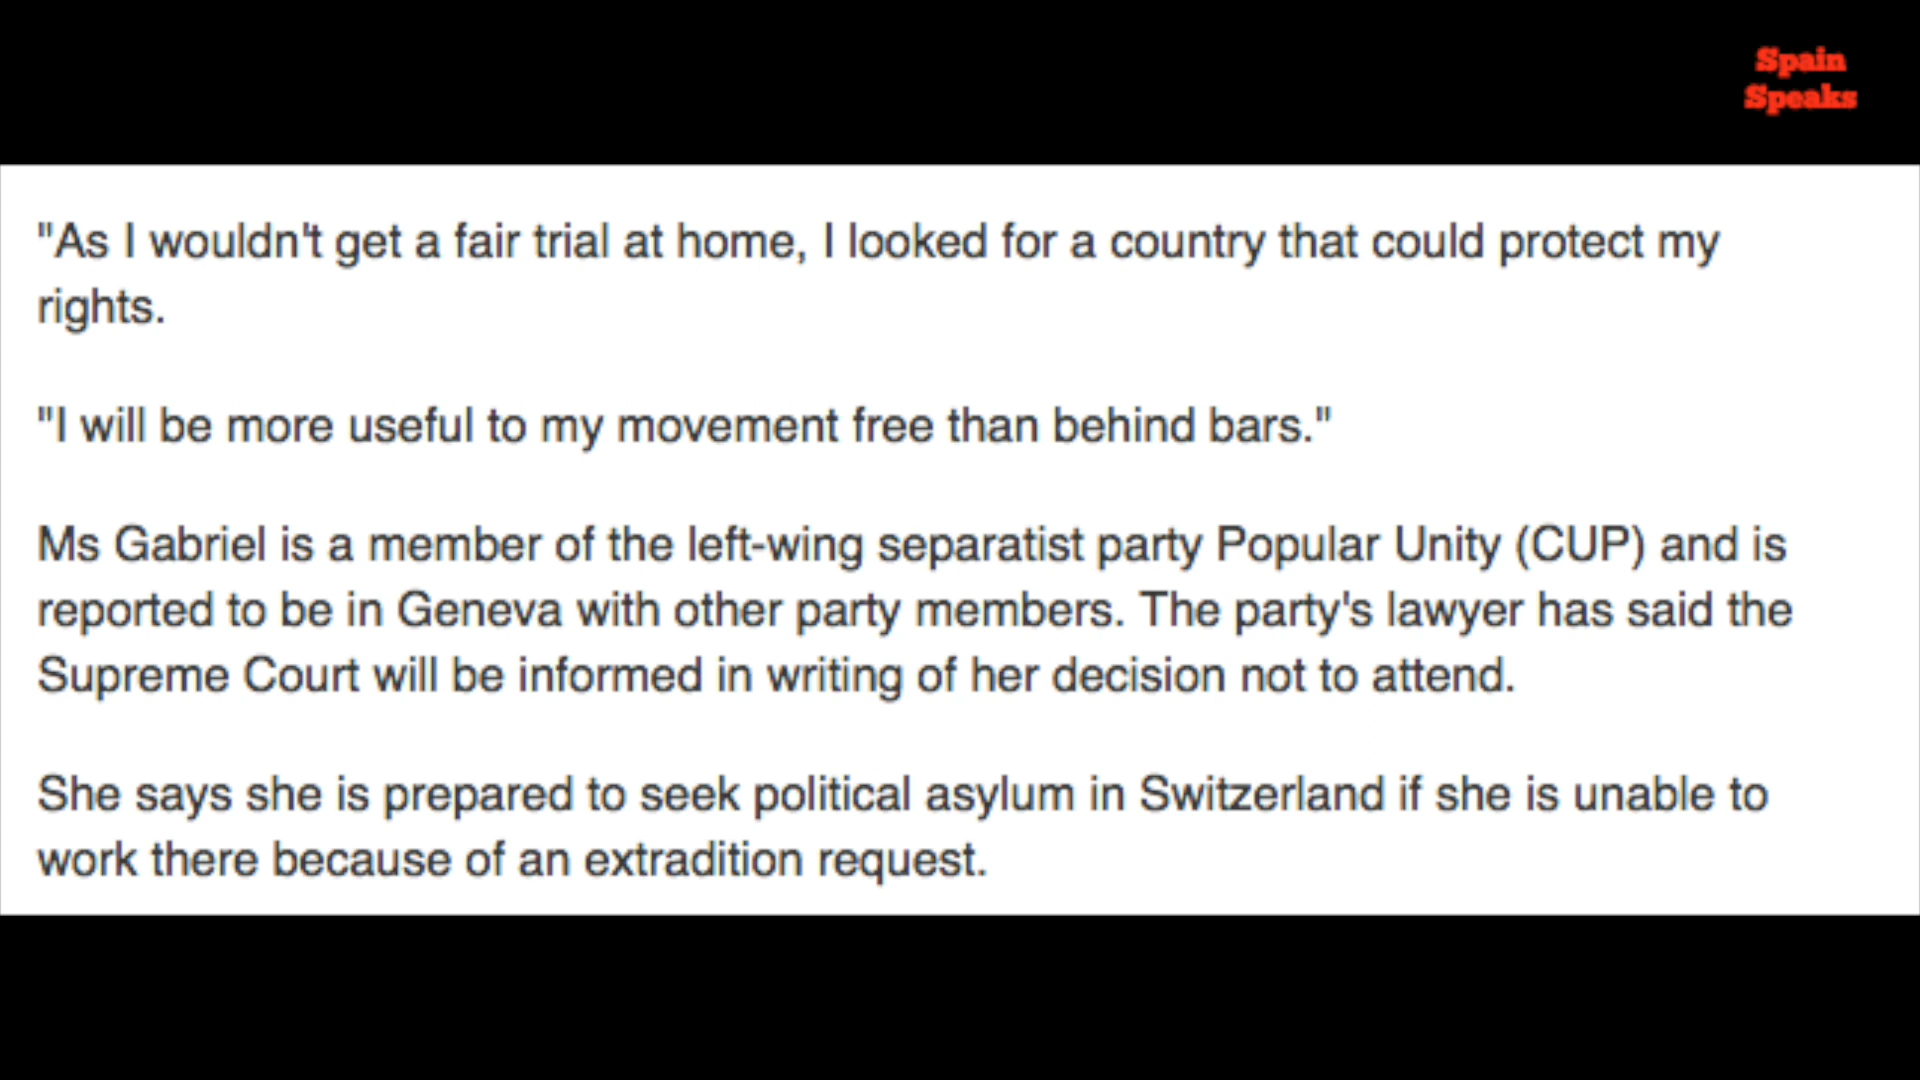 Spain
Speaks
"As I wouldn't get a fair trial at home, I looked for a country that could protect my
rights.
"I will be more useful to my movement free than behind bars."
Ms Gabriel is a member of the left-wing separatist party Popular Unity (CUP) and is
reported to be in Geneva with other party members. The party's lawyer has said the
Supreme Court will be informed in writing of her decision not to attend.
She says she is prepared to seek political asylum in Switzerland if she is unable to
work there because of an extradition request.